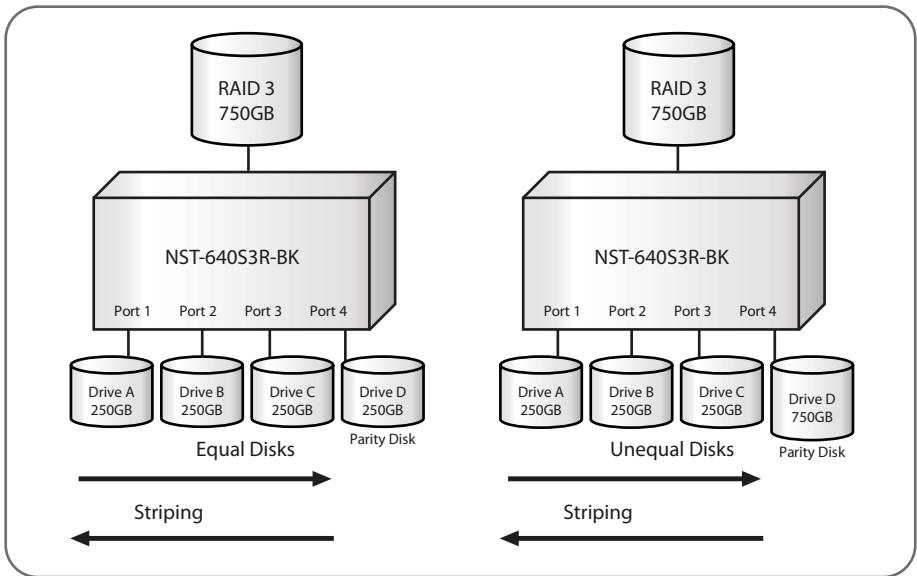 RAID 3
750GB
NST-640S3R-BK
Port 1 Port 2 Port 3 Port 4
Drive A
250GB
Drive B
250GB
Drive C
250GB
Drive D
250GB
Parity Disk
Equal Disks
Striping
RAID 3
750GB
NST-640S3R-BK
Port 1 Port 2 Port 3 Port 4
Drive A
250GB
Drive B
250GB
Drive C
250GB
Drive D
750GB
Parity Disk
Unequal Disks
Striping